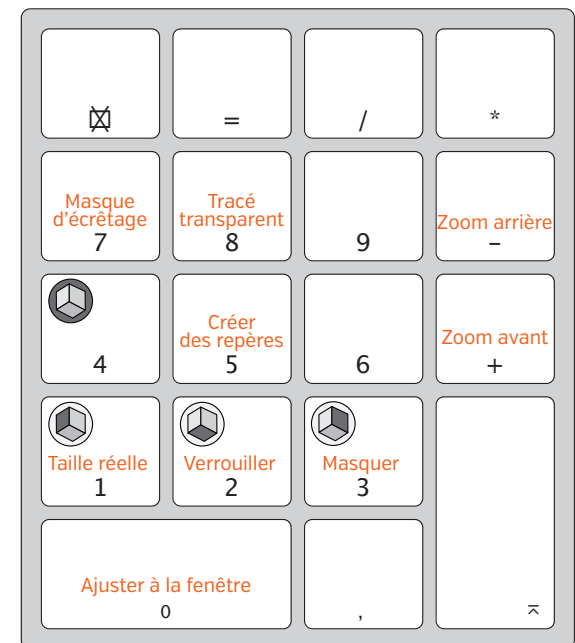 = / *
Masque
d'écrêtage
7
Tracé
transparent
8
9
Zoom arrière
–
4
Créer
des repères
5
6
Zoom avant
+
Taille réelle
1
Verrouiller
2
Masquer
3
Ajuster à la fenêtre
0
,